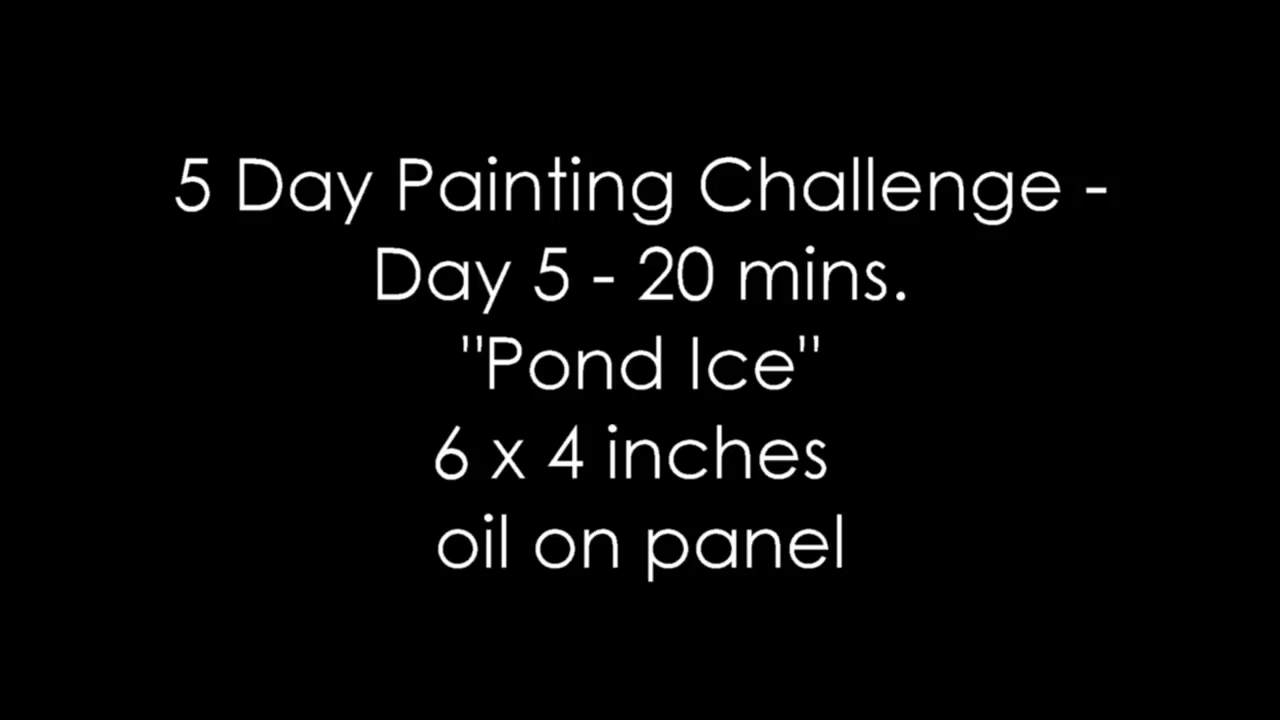 5 Day Painting Challenge -
Day 5 - 20 mins.
"Pond Ice"
6 x 4 inches
oil on panel